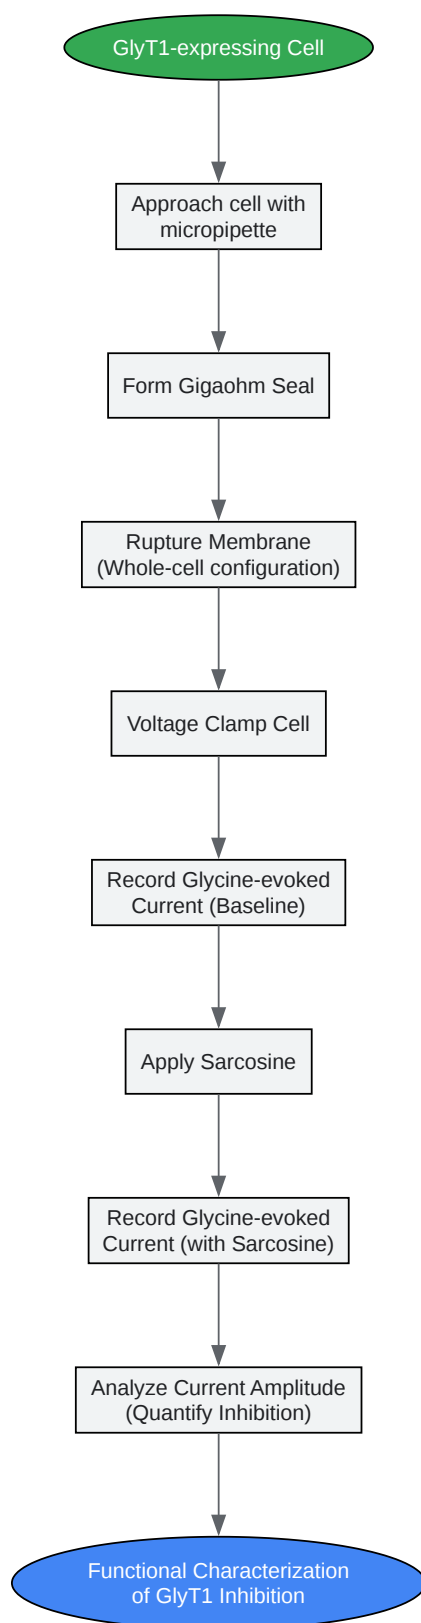 GlyT1-expressing Cell
Approach cell with
micropipette
Form Gigaohm Seal
Rupture Membrane
(Whole-cell configuration)
Voltage Clamp Cell
Record Glycine-evoked
Current (Baseline)
Apply Sarcosine
Record Glycine-evoked
Current (with Sarcosine)
Analyze Current Amplitude
(Quantify Inhibition)
Functional Characterization
of GlyT1 Inhibition